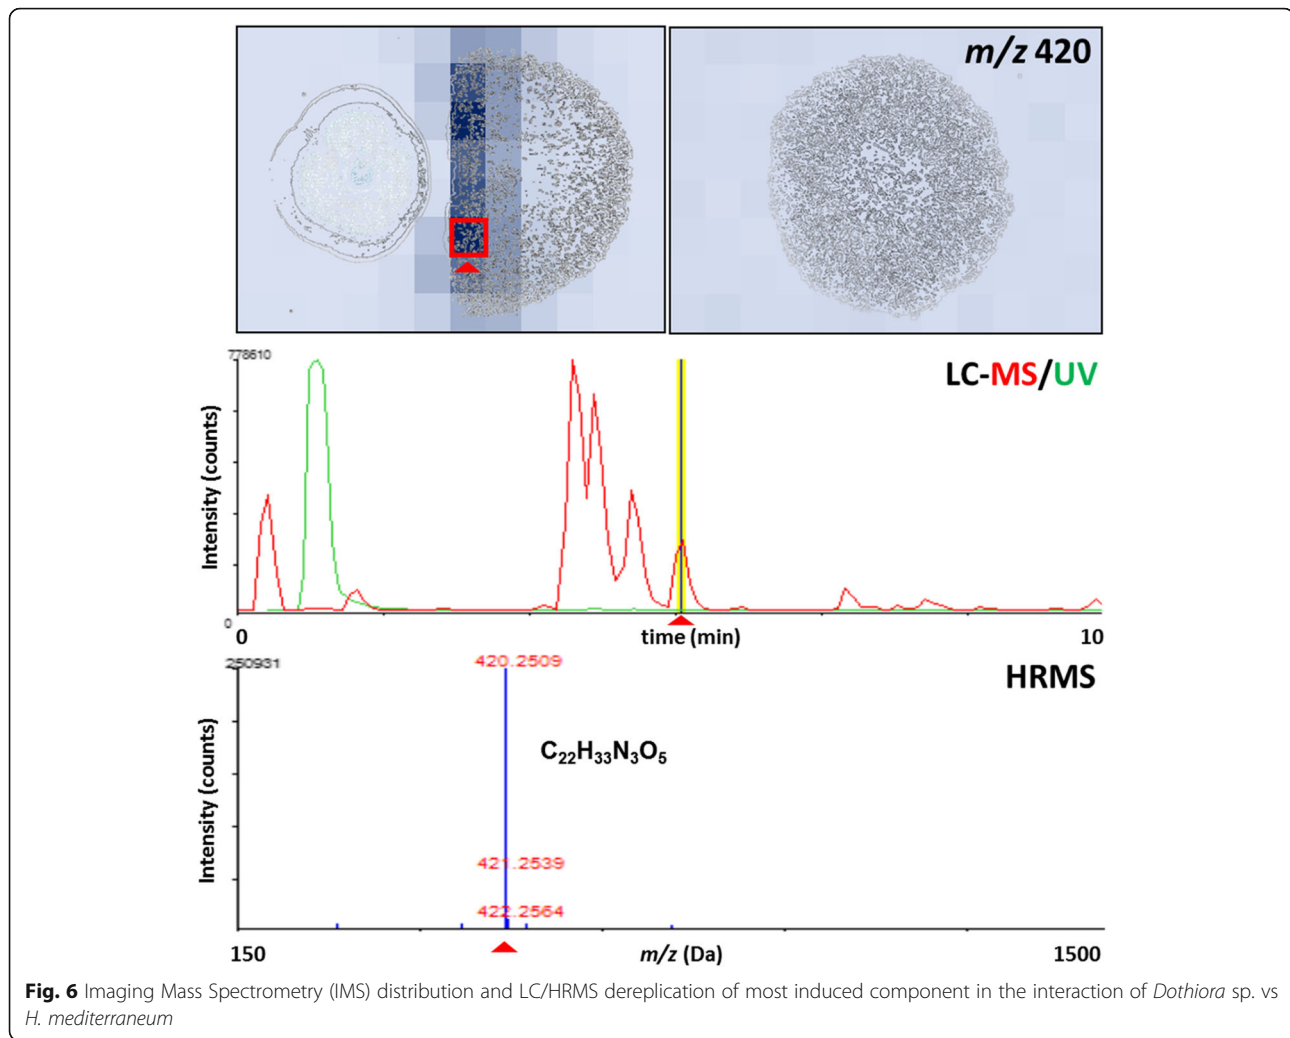 m/z 420
778610
LC-MS/UV
Intensity (counts)
0
0 time (min) 10
250931 420.2509
HRMS
C₂₂H₃₃N₃O₅
Intensity (counts)
421.2539
422.2564
150 m/z (Da) 1500
Fig. 6 Imaging Mass Spectrometry (IMS) distribution and LC/HRMS dereplication of most induced component in the interaction of Dothiora sp. vs
H. mediterraneum